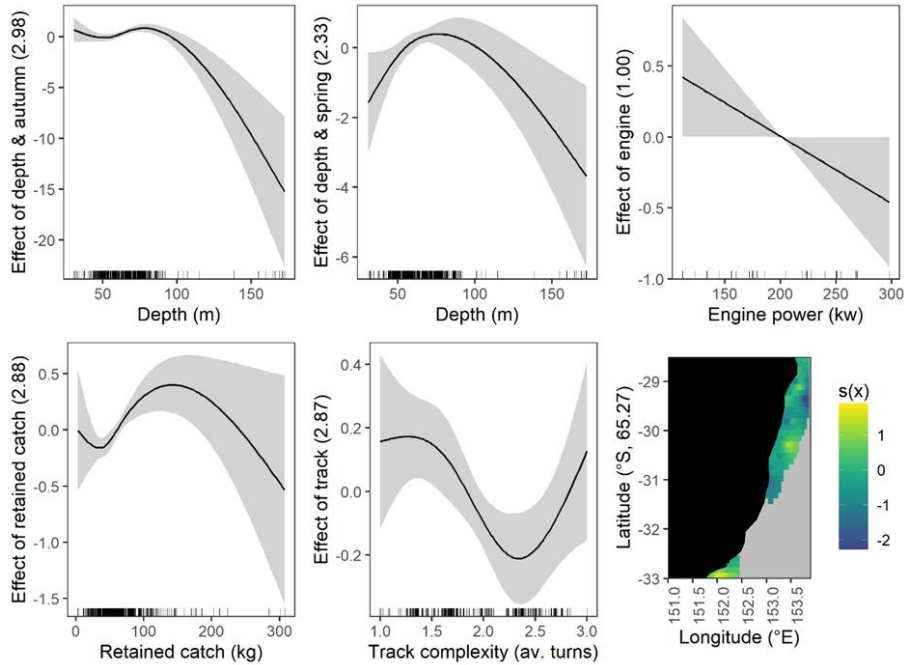 Effect of depth & autumn (2.98)
0
-5
-10
-15
-20
50 100 150
Depth (m)
Effect of depth & spring (2.33)
0
-2
-4
-6
50 100 150
Depth (m)
Effect of engine (1.00)
0.5
0.0
-0.5
-1.0
100 150 200 250 300
Engine power (kw)
Effect of retained catch (2.88)
0.5
0.0
-0.5
-1.0
-1.5
0 100 200 300
Retained catch (kg)
Effect of track (2.87)
0.4
0.2
0.0
-0.2
1.0 1.5 2.0 2.5 3.0
Track complexity (av. turns)
Latitude (°S, 65.27)
-29
-30
-31
-32
-33
151.0 151.5 152.0 152.5 153.0 153.5
Longitude (°E)
s(x)
1
0
-1
-2